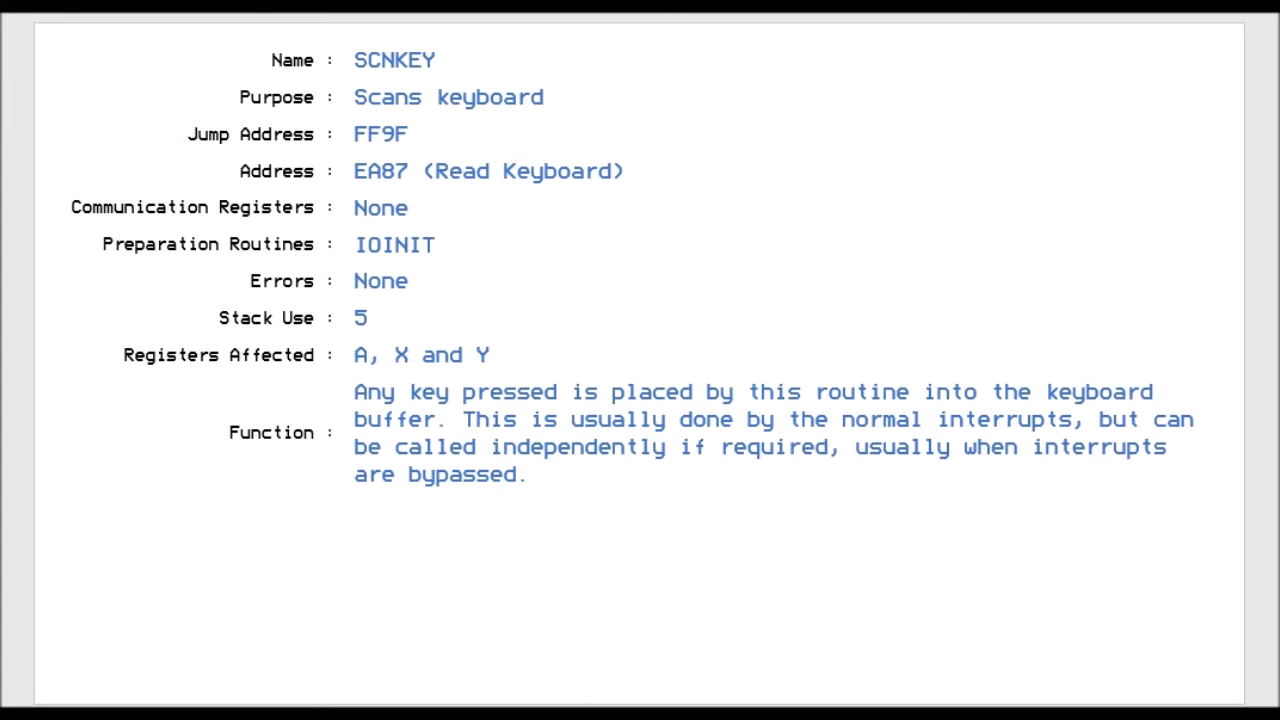 Name : SCNKEY
Purpose : Scans keyboard
Jump Address : FF9F
Address : EA87 (Read Keyboard)
Communication Registers : None
Preparation Routines : IOINIT
Errors : None
Stack Use : 5
Registers Affected : A, X and Y
Function : Any key pressed is placed by this routine into the keyboard
buffer. This is usually done by the normal interrupts, but can
be called independently if required, usually when interrupts
are bypassed.